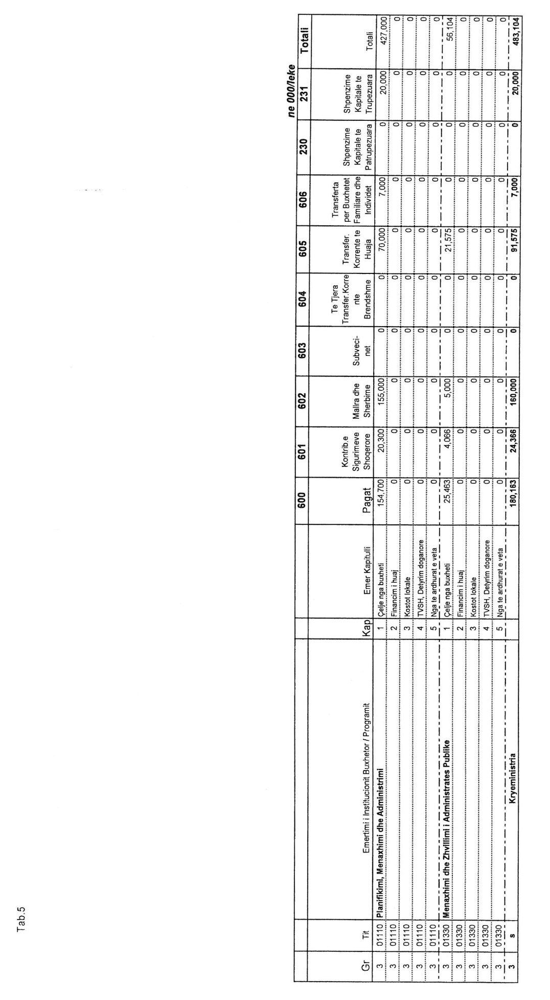 Tab.5
ne 000/leke
600 601 602 603 604 605 606 230 231 Totali
Gr Tit Emertimi i Institucionit Buxhetor / Programit Kap Emer Kapitulli Pagat Kontrib.e Sigurimeve Shoqerore Mallra dhe Sherbime Subveci-net Te Tjera Transfer.Korrente Brendshme Transfer. Korrente te Huaja Transferta per Buxhetet Familiare dhe Individet Shpenzime Kapitale te Patrupezuara Shpenzime Kapitale te Trupezuara Totali
3 01110 Planifikimi, Menaxhimi dhe Administrimi 1 Çelje nga buxheti 154,700 20,300 155,000 0 0 70,000 7,000 0 20,000 427,000
3 01110 2 Financim i huaj 0 0 0 0 0 0 0 0 0 0
3 01110 3 Kostot lokale 0 0 0 0 0 0 0 0 0 0
3 01110 4 TVSH, Detyrim doganore 0 0 0 0 0 0 0 0 0 0
3 01110 5 Nga te ardhurat e veta 0 0 0 0 0 0 0 0 0 0
3 01330 Menaxhimi dhe Zhvillimi i Administrates Publike 1 Çelje nga buxheti 25,463 4,066 5,000 0 0 21,575 0 0 0 56,104
3 01330 2 Financim i huaj 0 0 0 0 0 0 0 0 0 0
3 01330 3 Kostot lokale 0 0 0 0 0 0 0 0 0 0
3 01330 4 TVSH, Detyrim doganore 0 0 0 0 0 0 0 0 0 0
3 01330 5 Nga te ardhurat e veta 0 0 0 0 0 0 0 0 0 0
3 s Kryeministria 180,163 24,366 160,000 0 0 91,575 7,000 0 20,000 483,104